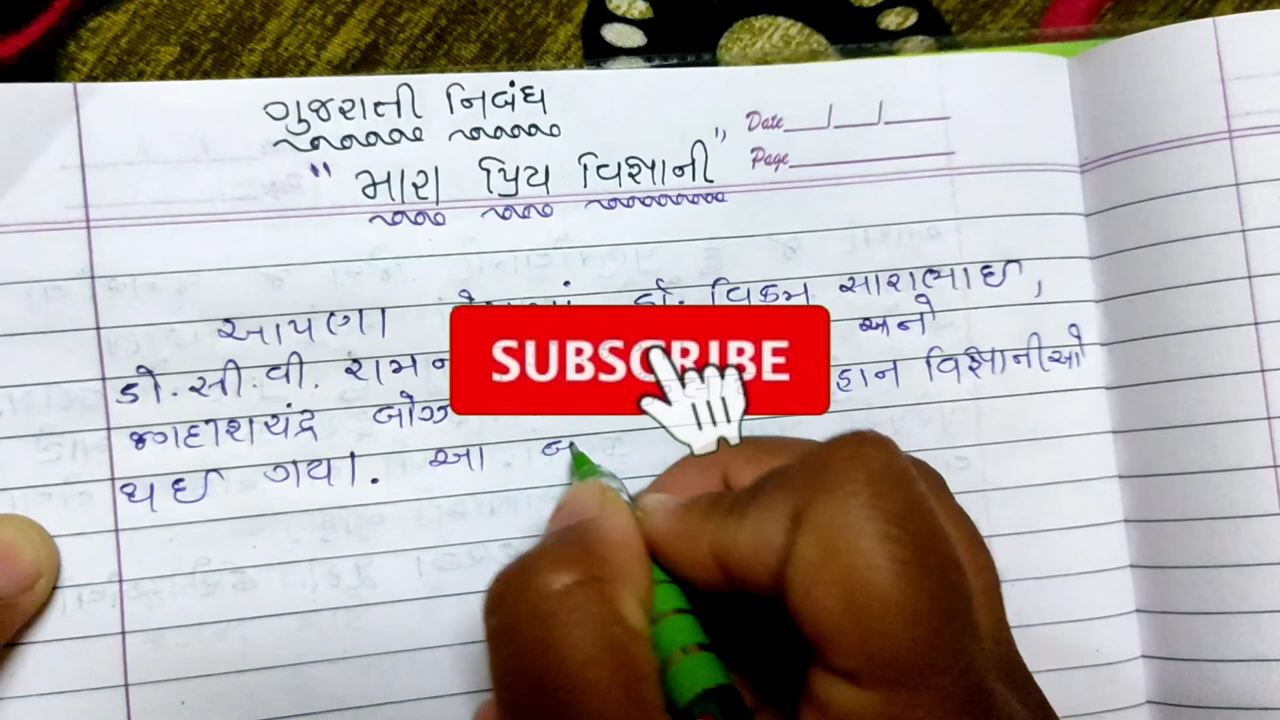 ગુજરાતી નિબંધ
Date
"મારા પ્રિય વિજ્ઞાની"
Page
આપણા ડૉ. વિક્રમ સારાભાઈ,
ડો. સી. વી. રામન અને
જગદીશચંદ્ર બોઝ વિજ્ઞાનીઓ
થઈ ગયા. આ
SUBSCRIBE